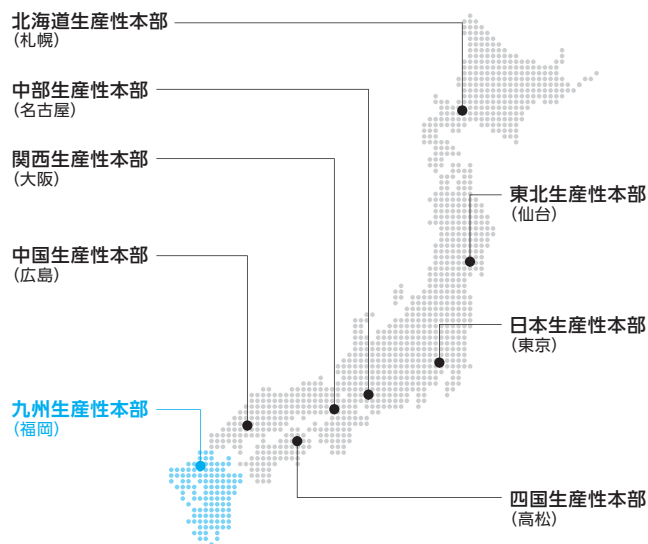 北海道生産性本部
（札幌）
中部生産性本部
（名古屋）
関西生産性本部
（大阪）
東北生産性本部
（仙台）
中国生産性本部
（広島）
日本生産性本部
（東京）
九州生産性本部
（福岡）
四国生産性本部
（高松）